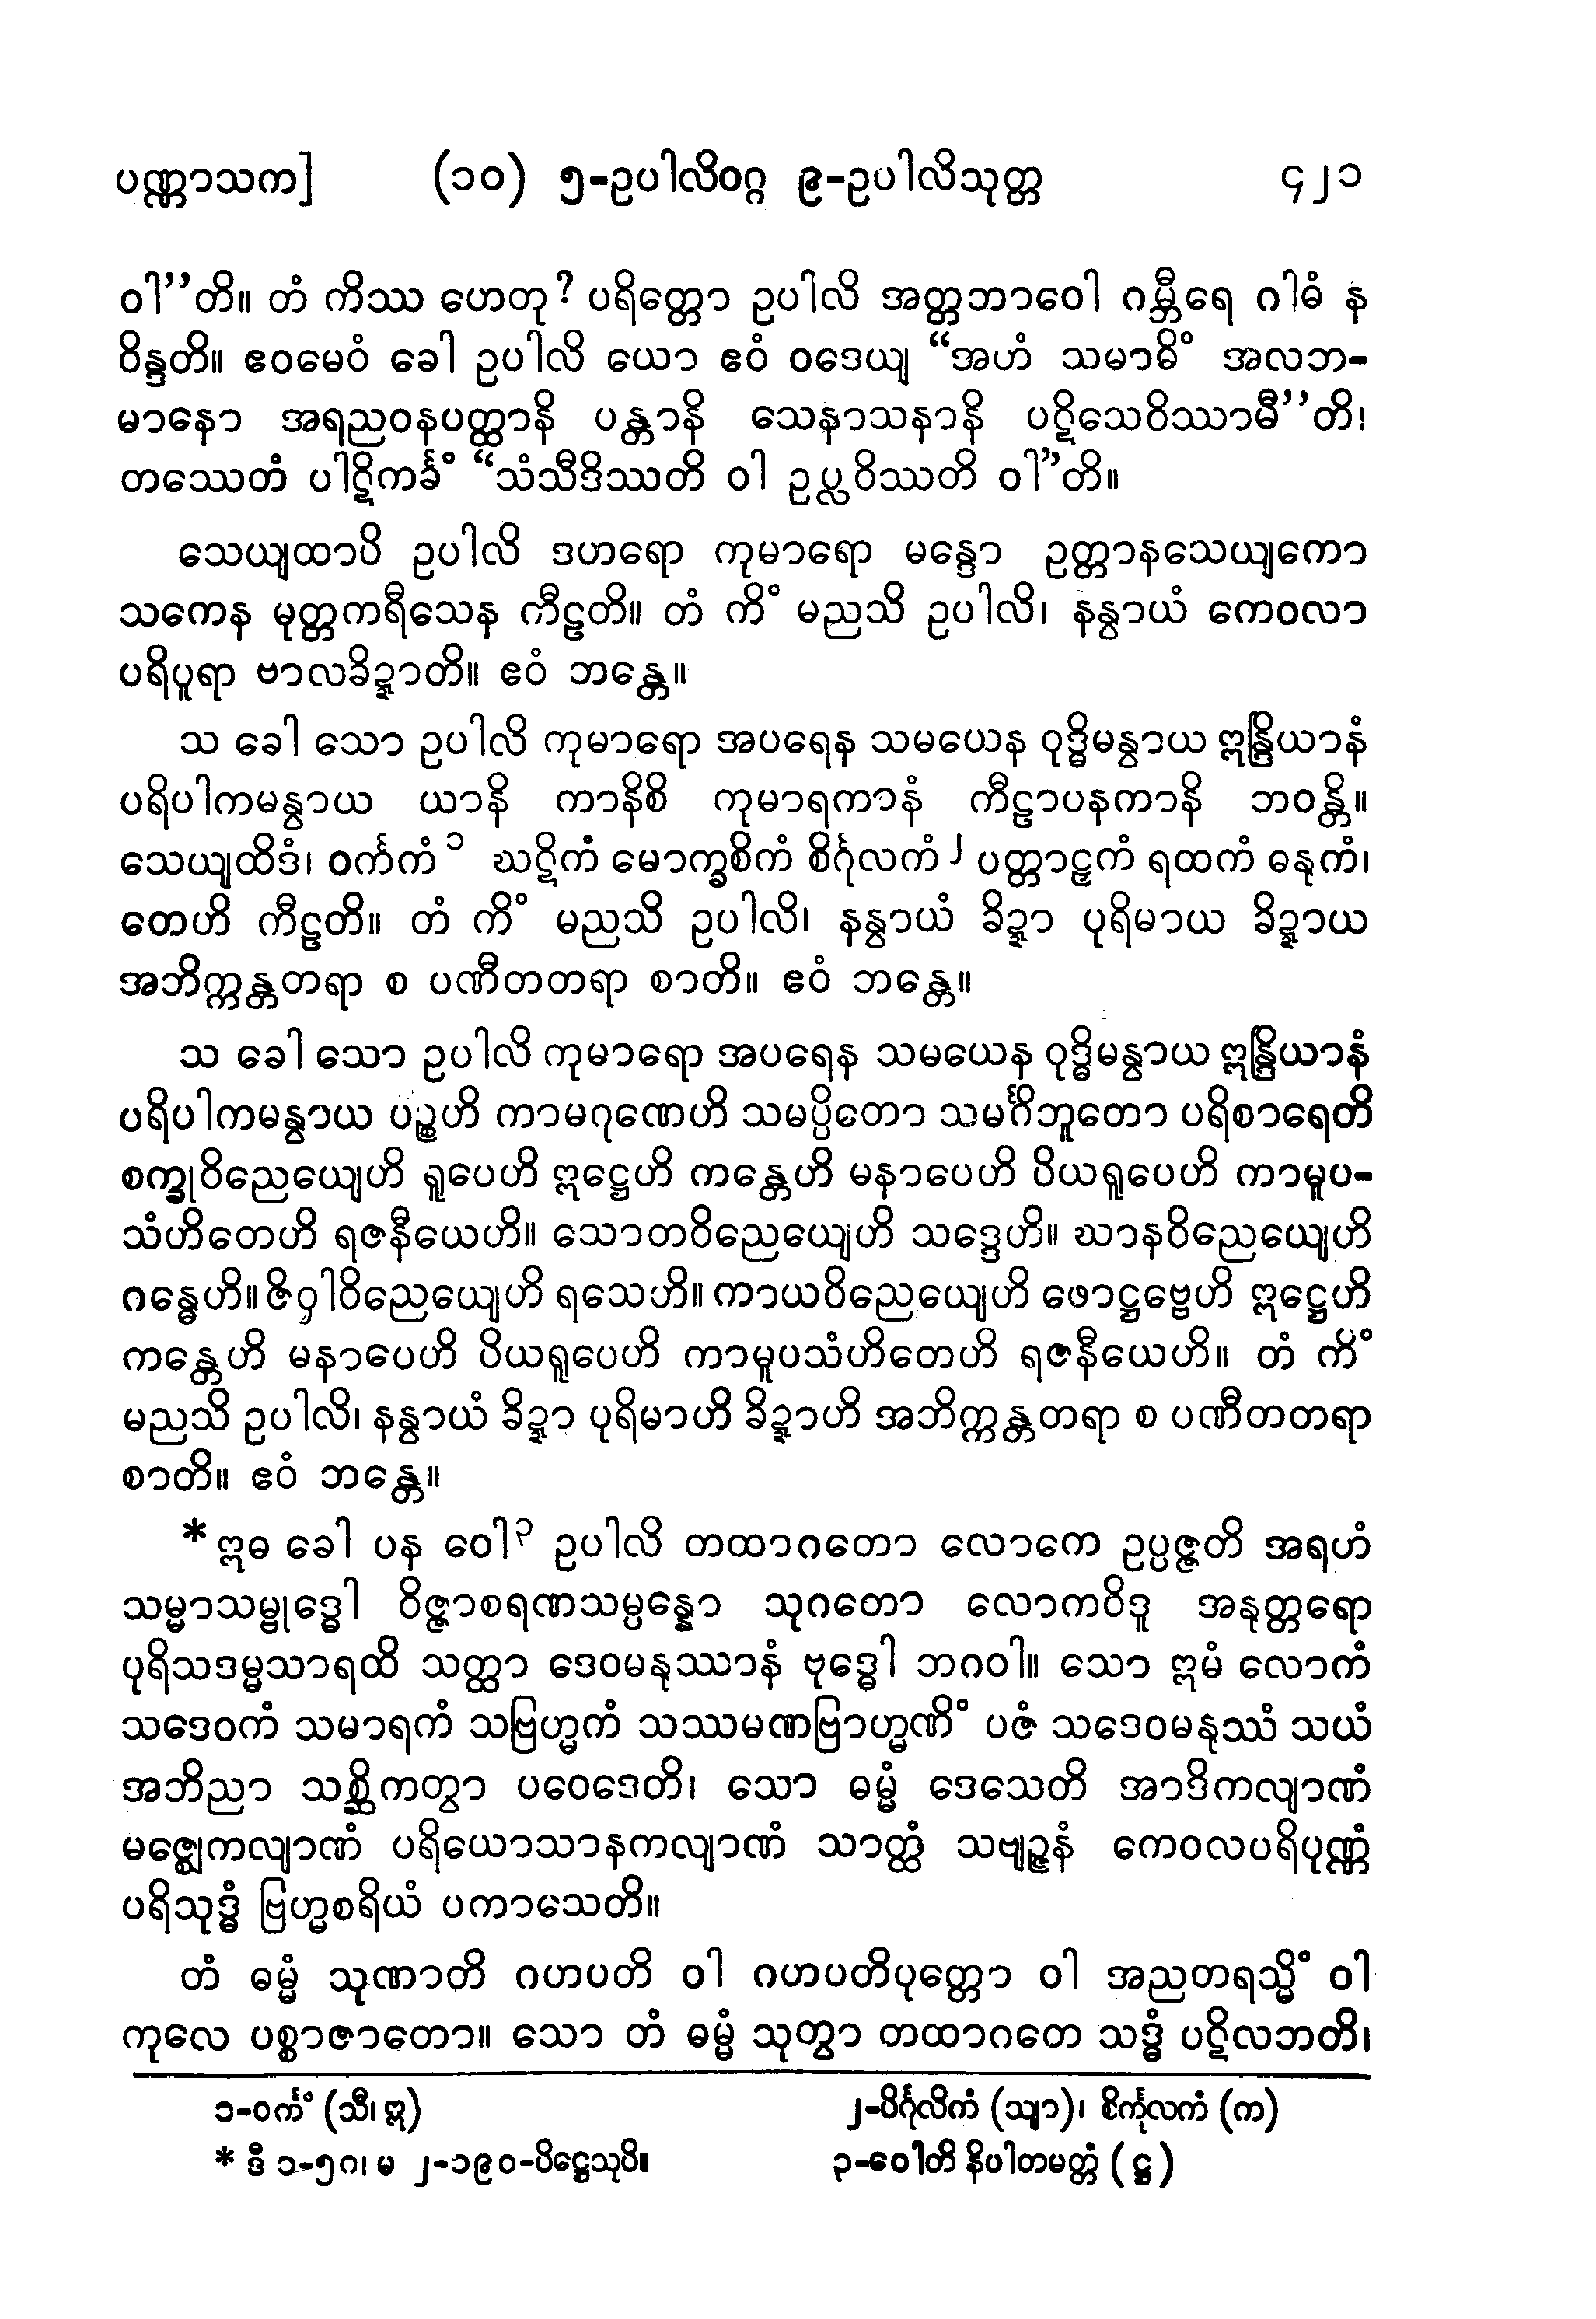 ပဏ္ဏာသက] (၁၀) ၅-ဥပါလိဝဂ္ဂ ၉-ဥပါလိသုတ္တ ၄၂၁
ဝါ’’တိ။ တံ ကိဿ ဟေတု? ပရိတ္တော ဥပါလိ အတ္တဘာဝေါ ဂမ္ဘီရေ ဂါဓံ န
ဝိန္ဒတိ။ ဧဝမေဝံ ခေါ ဥပါလိ ယော ဧဝံ ဝဒေယျ “အဟံ သမာဓိံ အလဘ-
မာနော အရညဝနပတ္ထာနိ ပန္တာနိ သေနာသနာနိ ပဋိသေဝိဿာမီ’’တိ၊
တဿေတံ ပါဋိကင်္ခံ “သံသီဒိဿတိ ဝါ ဥပ္လဝိဿတိ ဝါ”တိ။
သေယျထာပိ ဥပါလိ ဒဟရော ကုမာရော မန္ဒော ဥတ္တာနသေယျကော
သကေန မုတ္တကရီသေန ကီဠတိ။ တံ ကိံ မညသိ ဥပါလိ၊ နန္ွာယံ ကေဝလာ
ပရိပူရာ ဗာလခိဍ္ဍာတိ။ ဧဝံ ဘန္တေ။
သ ခေါ သော ဥပါလိ ကုမာရော အပရေန သမယေန ဝုဒ္ဓိမန္ွာယ ဣန္ဒြိယာနံ
ပရိပါကမန္ွာယ ယာနိ ကာနိစိ ကုမာရကာနံ ကီဠာပနကာနိ ဘဝန္တိ။
သေယျထိဒံ၊ ဝင်္ကကံ၁ ဃဋိကံ မောက္ခစိကံ စိင်္ဂုလကံ၂ ပတ္တာဠှကံ ရထကံ ဓနုကံ၊
တေဟိ ကီဠတိ။ တံ ကိံ မညသိ ဥပါလိ၊ နန္ွာယံ ခိဍ္ဍာ ပုရိမာယ ခိဍ္ဍာယ
အဘိက္ကန္တတရာ စ ပဏီတတရာ စာတိ။ ဧဝံ ဘန္တေ။
သ ခေါ သော ဥပါလိ ကုမာရော အပရေန သမယေန ဝုဒ္ဓိမန္ွာယ ဣန္ဒြိယာနံ
ပရိပါကမန္ွာယ ပဉ္စဟိ ကာမဂုဏေဟိ သမပ္ပိတော သမင်္ဂိဘူတော ပရိစာရေတိ
စက္ခုဝိညေယျေဟိ ရူပေဟိ ဣဋ္ဌေဟိ ကန္တေဟိ မနာပေဟိ ပိယရူပေဟိ ကာမူပ-
သံဟိတေဟိ ရဇနီယေဟိ။ သောတဝိညေယျေဟိ သဒ္ဒေဟိ။ ဃာနဝိညေယျေဟိ
ဂန္ဓေဟိ။ ဇိဝှါဝိညေယျေဟိ ရသေဟိ။ ကာယဝိညေယျေဟိ ဖောဋ္ဌဗ္ဗေဟိ ဣဋ္ဌေဟိ
ကန္တေဟိ မနာပေဟိ ပိယရူပေဟိ ကာမူပသံဟိတေဟိ ရဇနီယေဟိ။ တံ ကိံ
မညသိ ဥပါလိ၊ နန္ွာယံ ခိဍ္ဍာ ပုရိမာဟိ ခိဍ္ဍာဟိ အဘိက္ကန္တတရာ စ ပဏီတတရာ
စာတိ။ ဧဝံ ဘန္တေ။
* ဣဓ ခေါ ပန ဝေါ၃ ဥပါလိ တထာဂတော လောကေ ဥပ္ပဇ္ဇတိ အရဟံ
သမ္မာသမ္ဗုဒ္ဓေါ ဝိဇ္ဇာစရဏသမ္ပန္နော သုဂတော လောကဝိဒူ အနုတ္တရော
ပုရိသဒမ္မသာရထိ သတ္ထာ ဒေဝမနုဿာနံ ဗုဒ္ဓေါ ဘဂဝါ။ သော ဣမံ လောကံ
သဒေဝကံ သမာရကံ သဗြဟ္မကံ သဿမဏဗြာဟ္မဏိံ ပဇံ သဒေဝမနုဿံ သယံ
အဘိညာ သစ္ဆိကတွာ ပဝေဒေတိ၊ သော ဓမ္မံ ဒေသေတိ အာဒိကလျာဏံ
မဇ္ဈေကလျာဏံ ပရိယောသာနကလျာဏံ သာတ္ထံ သဗျဉ္ဇနံ ကေဝလပရိပုဏ္ဏံ
ပရိသုဒ္ဓံ ဗြဟ္မစရိယံ ပကာသေတိ။
တံ ဓမ္မံ သုဏာတိ ဂဟပတိ ဝါ ဂဟပတိပုတ္တော ဝါ အညတရသ္မိံ ဝါ
ကုလေ ပစ္စာဇာတော။ သော တံ ဓမ္မံ သုတွာ တထာဂတေ သဒ္ဓံ ပဋိလဘတိ၊
၁-ဝင်္ကံ (သီ၊ ဣ) ၂-ပိင်္ဂုလိကံ (သျာ)၊ စိင်္ကုလကံ (က)
* ဒီ ၁-၅၈၊ မ ၂-၁၉၀-ပိဋ္ဌေသုပိ။ ၃-ဝေါတိ နိပါတမတ္တံ (ဋ္ဌ)